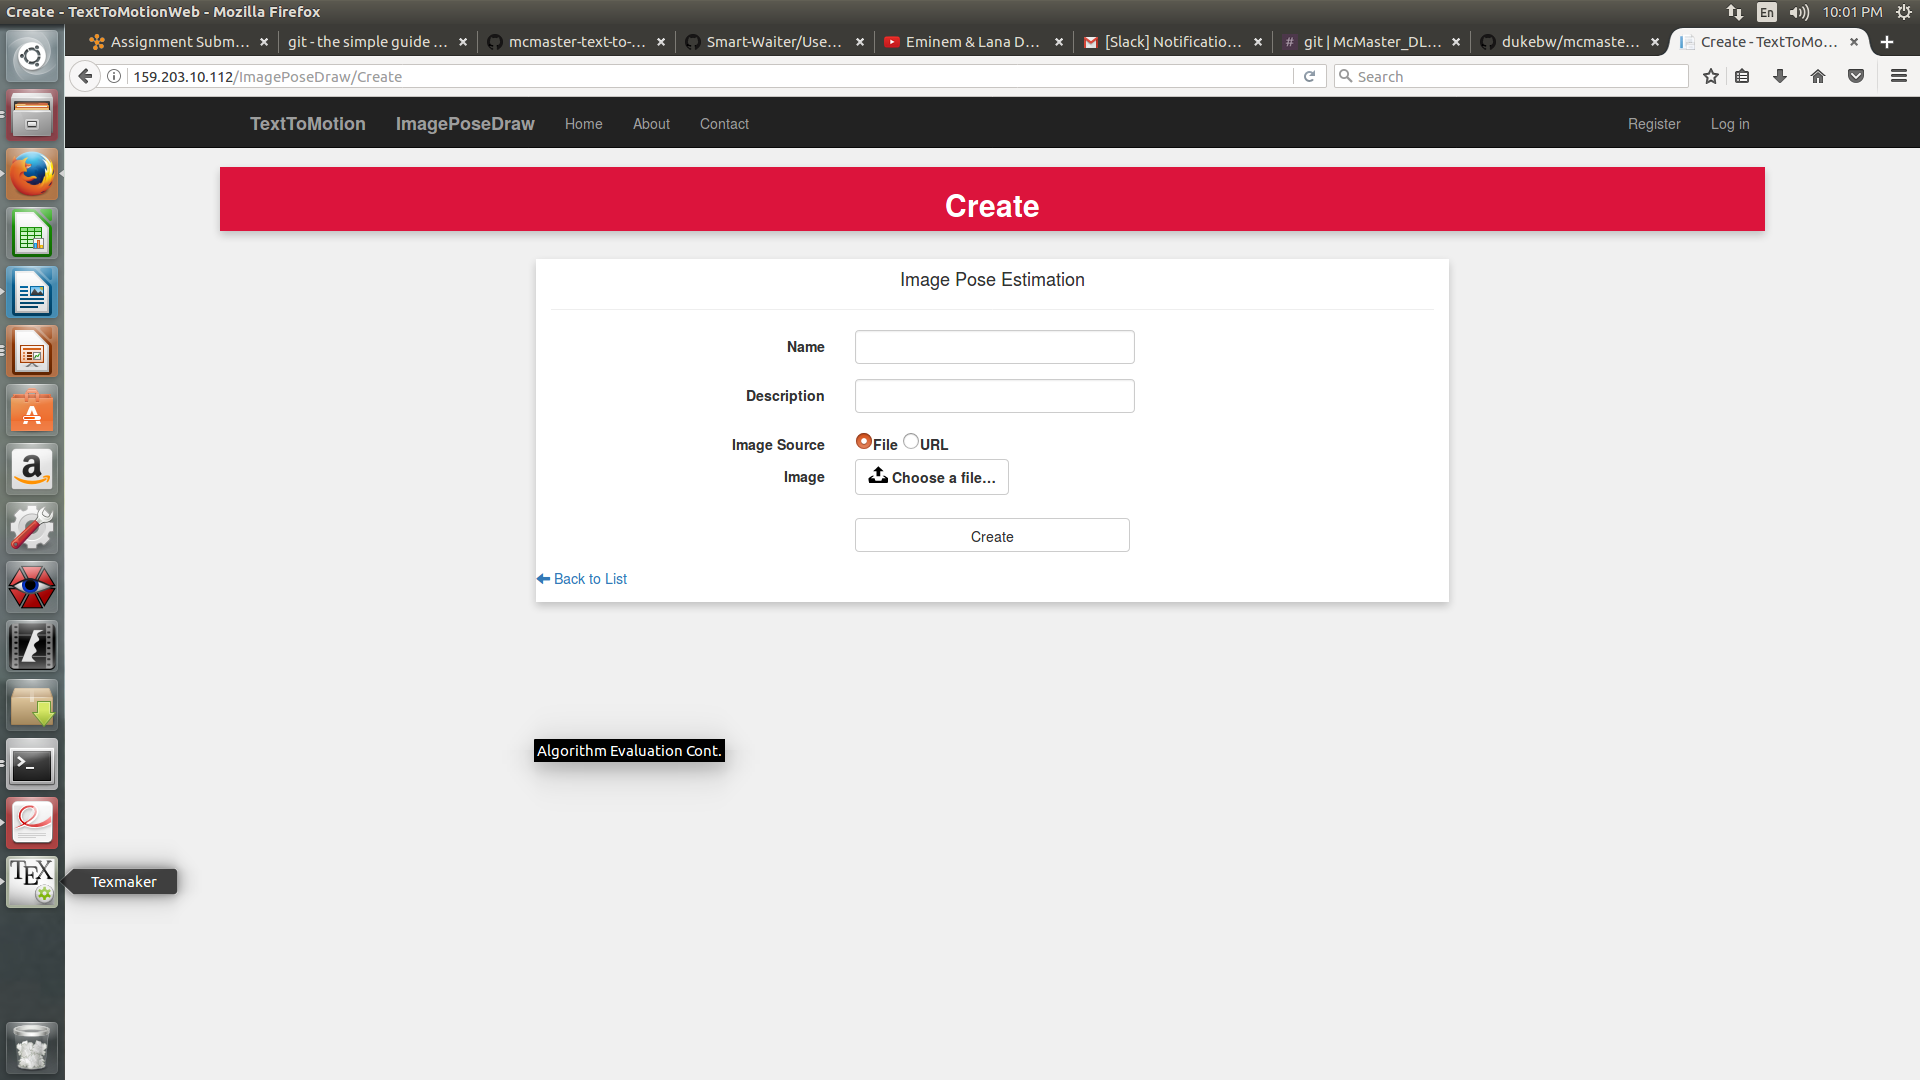 Create - TextToMotionWeb - Mozilla Firefox
En
10:01 PM
Assignment Subm...
git - the simple guide ...
mcmaster-text-to-...
Smart-Waiter/Use...
Eminem & Lana D...
[Slack] Notificatio...
# git | McMaster_DL...
dukebw/mcmaste...
Create - TextToMo...
159.203.10.112/ImagePoseDraw/Create
Search
TextToMotion
ImagePoseDraw
Home
About
Contact
Register
Log in
Create
Image Pose Estimation
Name
Description
Image Source
File
URL
Image
Choose a file...
Create
Back to List
Algorithm Evaluation Cont.
TEX
Texmaker